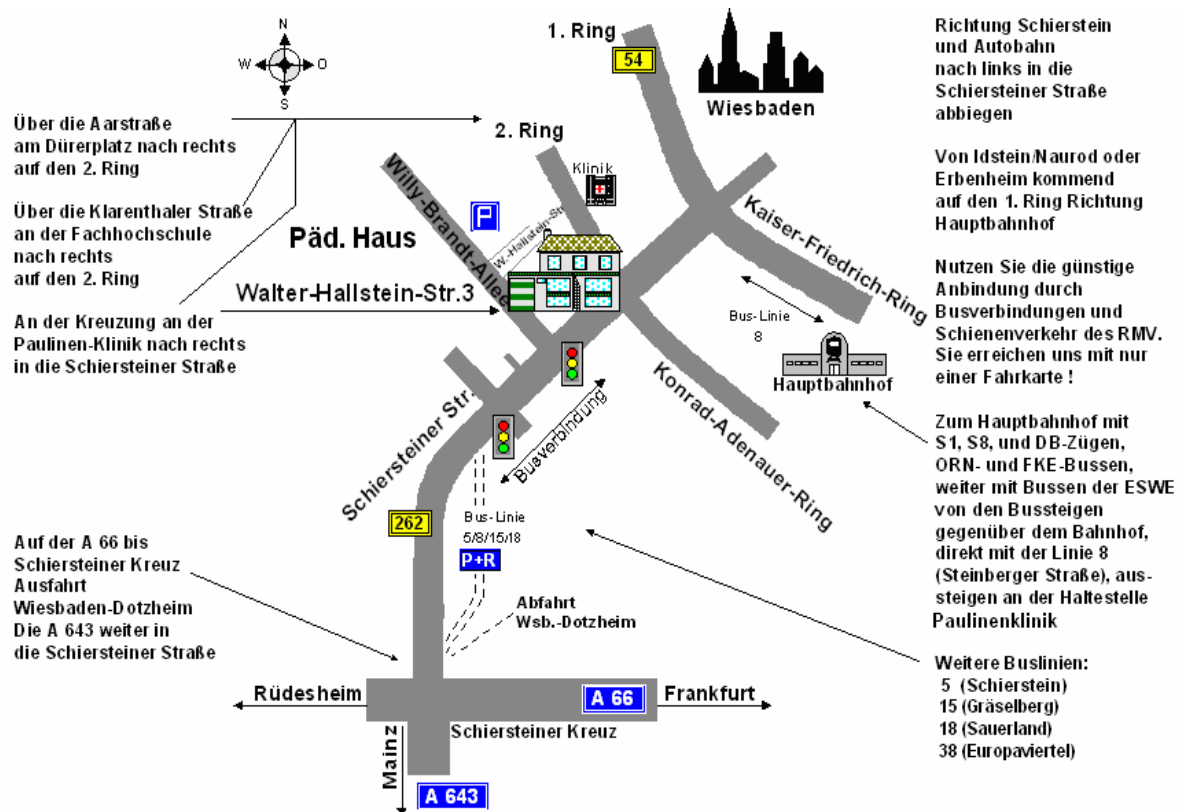 N
W
O
S
Über die Aarstraße
am Dürerplatz nach rechts
auf den 2. Ring
Über die Klarenthaler Straße
an der Fachhochschule
nach rechts
auf den 2. Ring
An der Kreuzung an der
Paulinen-Klinik nach rechts
in die Schiersteiner Straße
Auf der A 66 bis
Schiersteiner Kreuz
Ausfahrt
Wiesbaden-Dotzheim
Die A 643 weiter in
die Schiersteiner Straße
1. Ring
54
Wiesbaden
2. Ring
Klinik
Willy-Brandt-Allee
W.-Hallstein-Str
P
Päd. Haus
Walter-Hallstein-Str.3
Kaiser-Friedrich-Ring
Bus-Linie
8
Hauptbahnhof
Konrad-Adenauer-Ring
Schiersteiner Str.
Busverbindung
262
Bus-Linie
5/8/15/18
P+R
Abfahrt
Wsb.-Dotzheim
Rüdesheim
A 66
Frankfurt
Schiersteiner Kreuz
Mainz
A 643
Richtung Schierstein
und Autobahn
nach links in die
Schiersteiner Straße
abbiegen
Von Idstein/Naurod oder
Erbenheim kommend
auf den 1. Ring Richtung
Hauptbahnhof
Nutzen Sie die günstige
Anbindung durch
Busverbindungen und
Schienenverkehr des RMV.
Sie erreichen uns mit nur
einer Fahrkarte !
Zum Hauptbahnhof mit
S1, S8, und DB-Zügen,
ORN- und FKE-Bussen,
weiter mit Bussen der ESWE
von den Bussteigen
gegenüber dem Bahnhof,
direkt mit der Linie 8
(Steinberger Straße), aus-
steigen an der Haltestelle
Paulinenklinik
Weitere Buslinien:
5 (Schierstein)
15 (Gräselberg)
18 (Sauerland)
38 (Europaviertel)